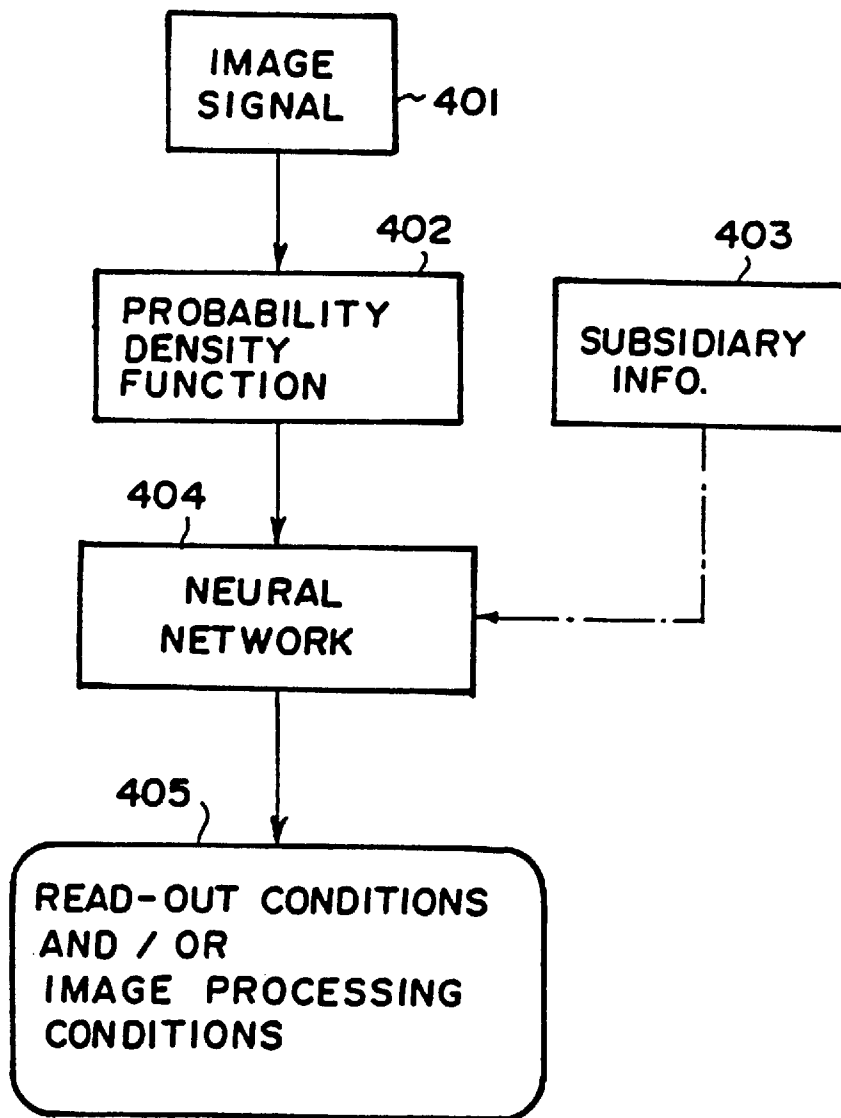 IMAGE
SIGNAL
401
402
PROBABILITY
DENSITY
FUNCTION
403
SUBSIDIARY
INFO.
404
NEURAL
NETWORK
405
READ-OUT CONDITIONS
AND / OR
IMAGE PROCESSING
CONDITIONS